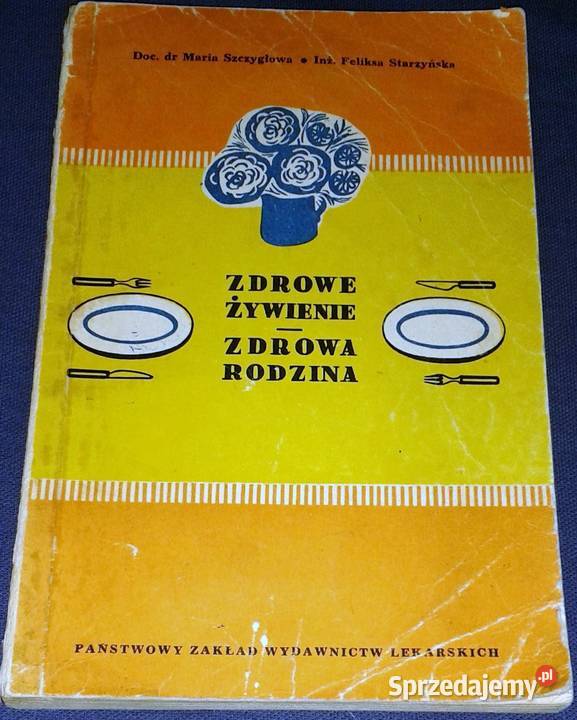 Doc. dr Maria Szczygłowa • Inż. Feliksa Starzyńska
ZDROWE
ŻYWIENIE
—
ZDROWA
RODZINA
PAŃSTWOWY ZAKŁAD WYDAWNICTW LEKARSKICH
Sprzedajemy.pl